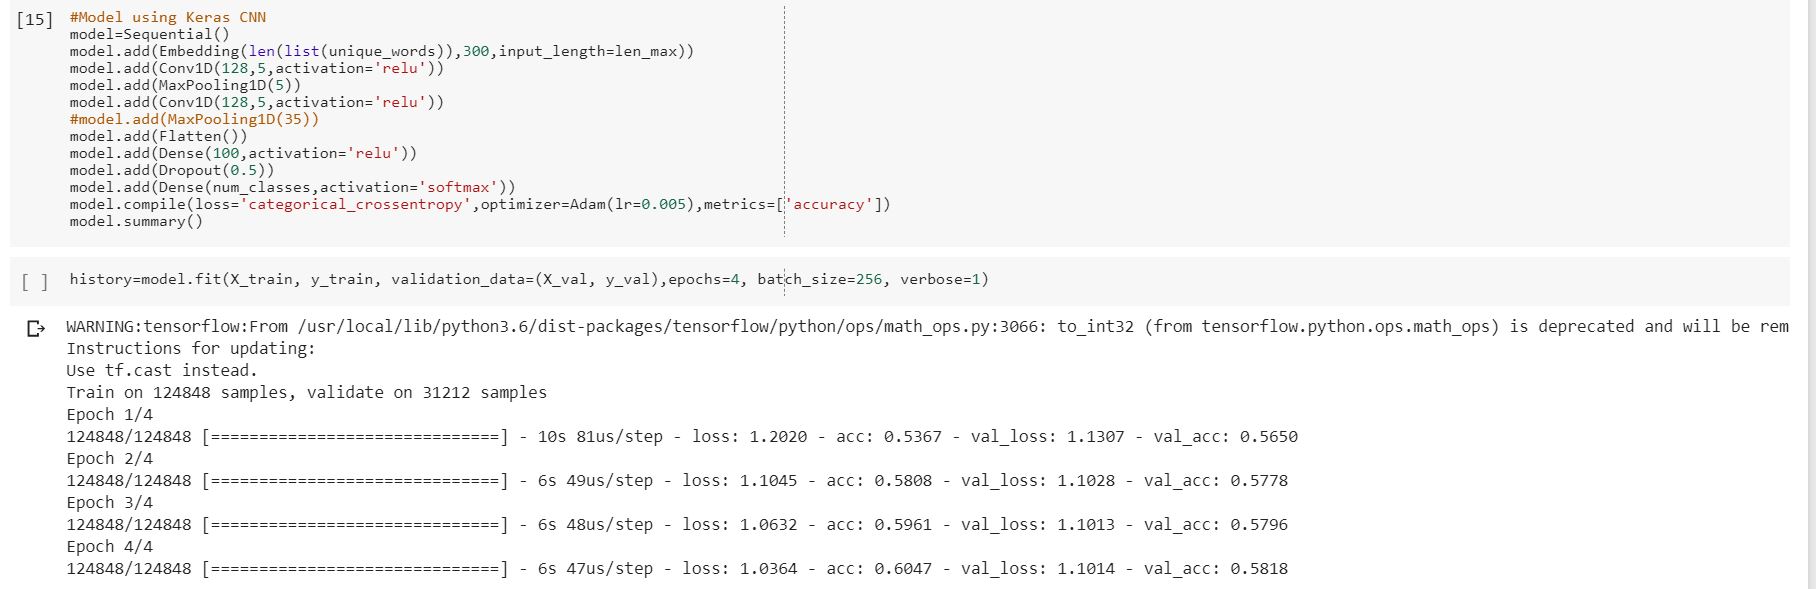 [15] #Model using Keras CNN
model=Sequential()
model.add(Embedding(len(list(unique_words)),300,input_length=len_max))
model.add(Conv1D(128,5,activation='relu'))
model.add(MaxPooling1D(5))
model.add(Conv1D(128,5,activation='relu'))
#model.add(MaxPooling1D(35))
model.add(Flatten())
model.add(Dense(100,activation='relu'))
model.add(Dropout(0.5))
model.add(Dense(num_classes,activation='softmax'))
model.compile(loss='categorical_crossentropy',optimizer=Adam(lr=0.005),metrics=['accuracy'])
model.summary()
[ ] history=model.fit(X_train, y_train, validation_data=(X_val, y_val),epochs=4, batch_size=256, verbose=1)
WARNING:tensorflow:From /usr/local/lib/python3.6/dist-packages/tensorflow/python/ops/math_ops.py:3066: to_int32 (from tensorflow.python.ops.math_ops) is deprecated and will be rem
Instructions for updating:
Use tf.cast instead.
Train on 124848 samples, validate on 31212 samples
Epoch 1/4
124848/124848 [==============================] - 10s 81us/step - loss: 1.2020 - acc: 0.5367 - val_loss: 1.1307 - val_acc: 0.5650
Epoch 2/4
124848/124848 [==============================] - 6s 49us/step - loss: 1.1045 - acc: 0.5808 - val_loss: 1.1028 - val_acc: 0.5778
Epoch 3/4
124848/124848 [==============================] - 6s 48us/step - loss: 1.0632 - acc: 0.5961 - val_loss: 1.1013 - val_acc: 0.5796
Epoch 4/4
124848/124848 [==============================] - 6s 47us/step - loss: 1.0364 - acc: 0.6047 - val_loss: 1.1014 - val_acc: 0.5818